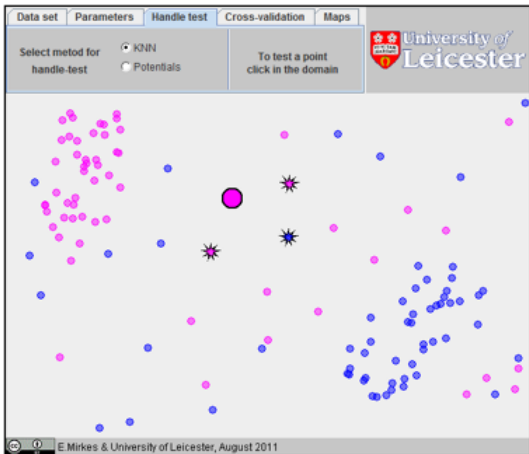 Data set Parameters Handle test Cross-validation Maps
Select metod for
handle-test
KNN
Potentials
To test a point
click in the domain
University of
Leicester
E.Mirkes & University of Leicester, August 2011